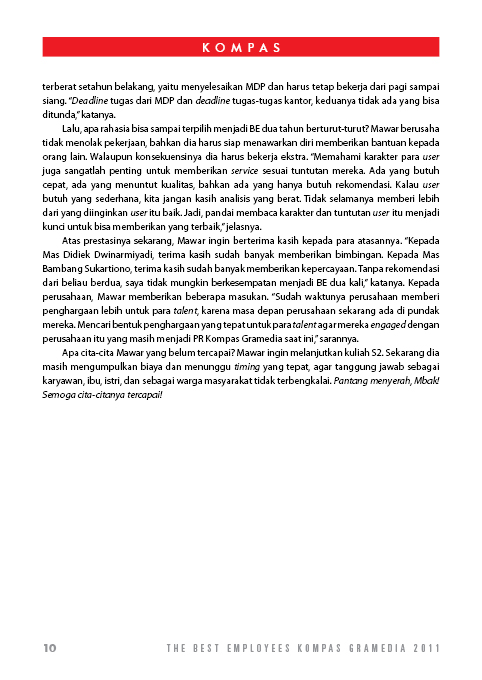 KOMPAS
terberat setahun belakang, yaitu menyelesaikan MDP dan harus tetap bekerja dari pagi sampai
siang. “Deadline tugas dari MDP dan deadline tugas-tugas kantor, keduanya tidak ada yang bisa
ditunda,” katanya.
Lalu, apa rahasia bisa sampai terpilih menjadi BE dua tahun berturut-turut? Mawar berusaha
tidak menolak pekerjaan, bahkan dia harus siap menawarkan diri memberikan bantuan kepada
orang lain. Walaupun konsekuensinya dia harus bekerja ekstra. “Memahami karakter para user
juga sangatlah penting untuk memberikan service sesuai tuntutan mereka. Ada yang butuh
cepat, ada yang menuntut kualitas, bahkan ada yang hanya butuh rekomendasi. Kalau user
butuh yang sederhana, kita jangan kasih analisis yang berat. Tidak selamanya memberi lebih
dari yang diinginkan user itu baik. Jadi, pandai membaca karakter dan tuntutan user itu menjadi
kunci untuk bisa memberikan yang terbaik,” jelasnya.
Atas prestasinya sekarang, Mawar ingin berterima kasih kepada para atasannya. “Kepada
Mas Didiek Dwinarmiyadi, terima kasih sudah banyak memberikan bimbingan. Kepada Mas
Bambang Sukartiono, terima kasih sudah banyak memberikan kepercayaan. Tanpa rekomendasi
dari beliau berdua, saya tidak mungkin berkesempatan menjadi BE dua kali,” katanya. Kepada
perusahaan, Mawar memberikan beberapa masukan. “Sudah waktunya perusahaan memberi
penghargaan lebih untuk para talent, karena masa depan perusahaan sekarang ada di pundak
mereka. Mencari bentuk penghargaan yang tepat untuk para talent agar mereka engaged dengan
perusahaan itu yang masih menjadi PR Kompas Gramedia saat ini,” sarannya.
Apa cita-cita Mawar yang belum tercapai? Mawar ingin melanjutkan kuliah S2. Sekarang dia
masih mengumpulkan biaya dan menunggu timing yang tepat, agar tanggung jawab sebagai
karyawan, ibu, istri, dan sebagai warga masyarakat tidak terbengkalai. Pantang menyerah, Mbak!
Semoga cita-citanya tercapai!
10 THE BEST EMPLOYEES KOMPAS GRAMEDIA 2011